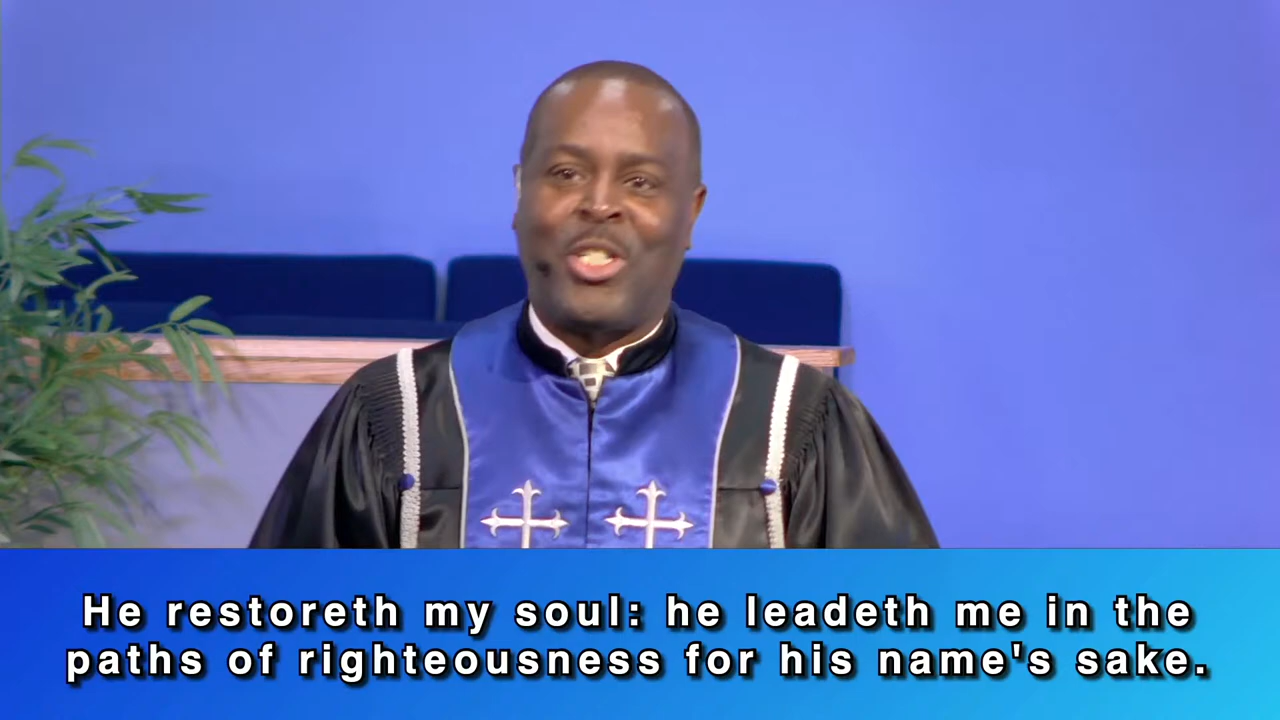 He restoreth my soul: he leadeth me in the
paths of righteousness for his name's sake.